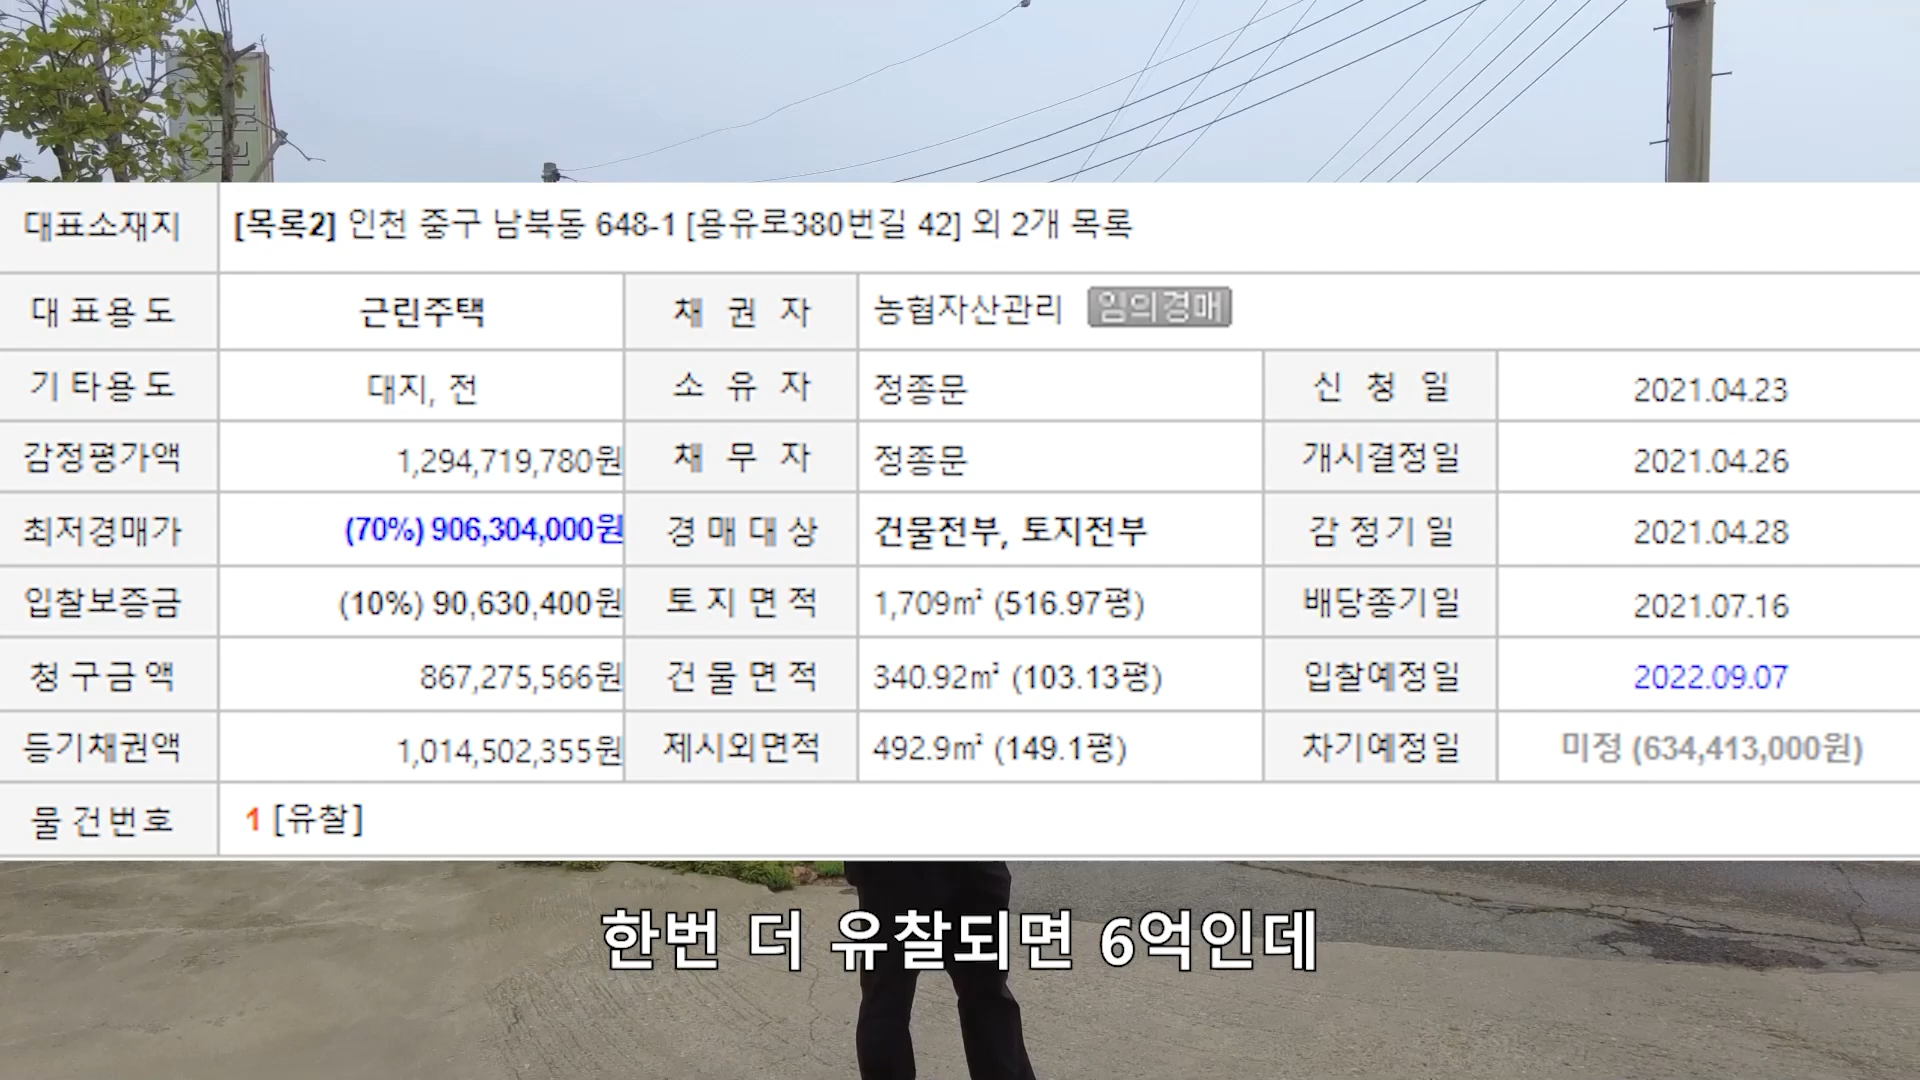 대표소재지 [목록2] 인천 중구 남북동 648-1 [용유로380번길 42] 외 2개 목록
대표용도 근린주택 채권자 농협자산관리 임의경매
기타용도 대지, 전 소유자 정종문 신청일 2021.04.23
감정평가액 1,294,719,780원 채무자 정종문 개시결정일 2021.04.26
최저경매가 (70%) 906,304,000원 경매대상 건물전부, 토지전부 감정기일 2021.04.28
입찰보증금 (10%) 90,630,400원 토지면적 1,709㎡ (516.97평) 배당종기일 2021.07.16
청구금액 867,275,566원 건물면적 340.92㎡ (103.13평) 입찰예정일 2022.09.07
등기채권액 1,014,502,355원 제시외면적 492.9㎡ (149.1평) 차기예정일 미정 (634,413,000원)
물건번호 1 [유찰]
한번 더 유찰되면 6억인데